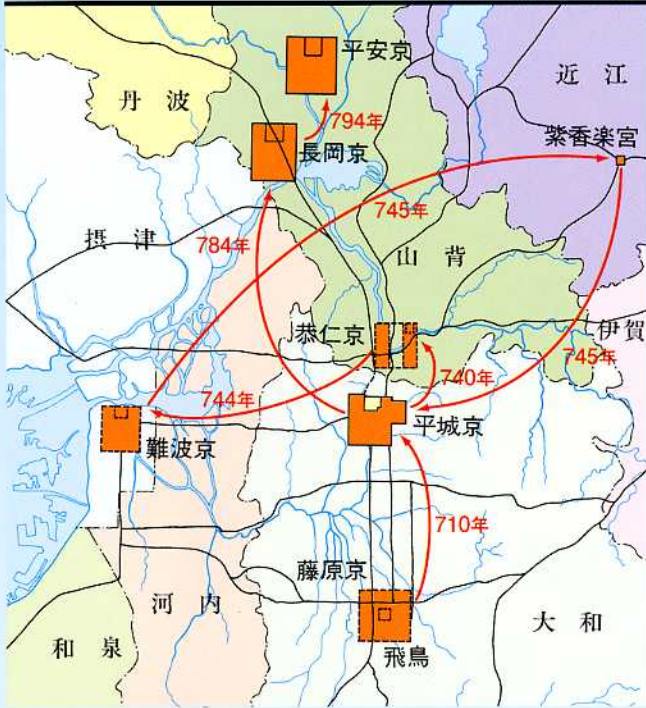 平安京
近江
丹波
794年
紫香楽宮
長岡京
745年
784年
摂津
山背
恭仁京
伊賀
745年
740年
744年
平城京
難波京
710年
藤原京
河内
大和
和泉
飛鳥